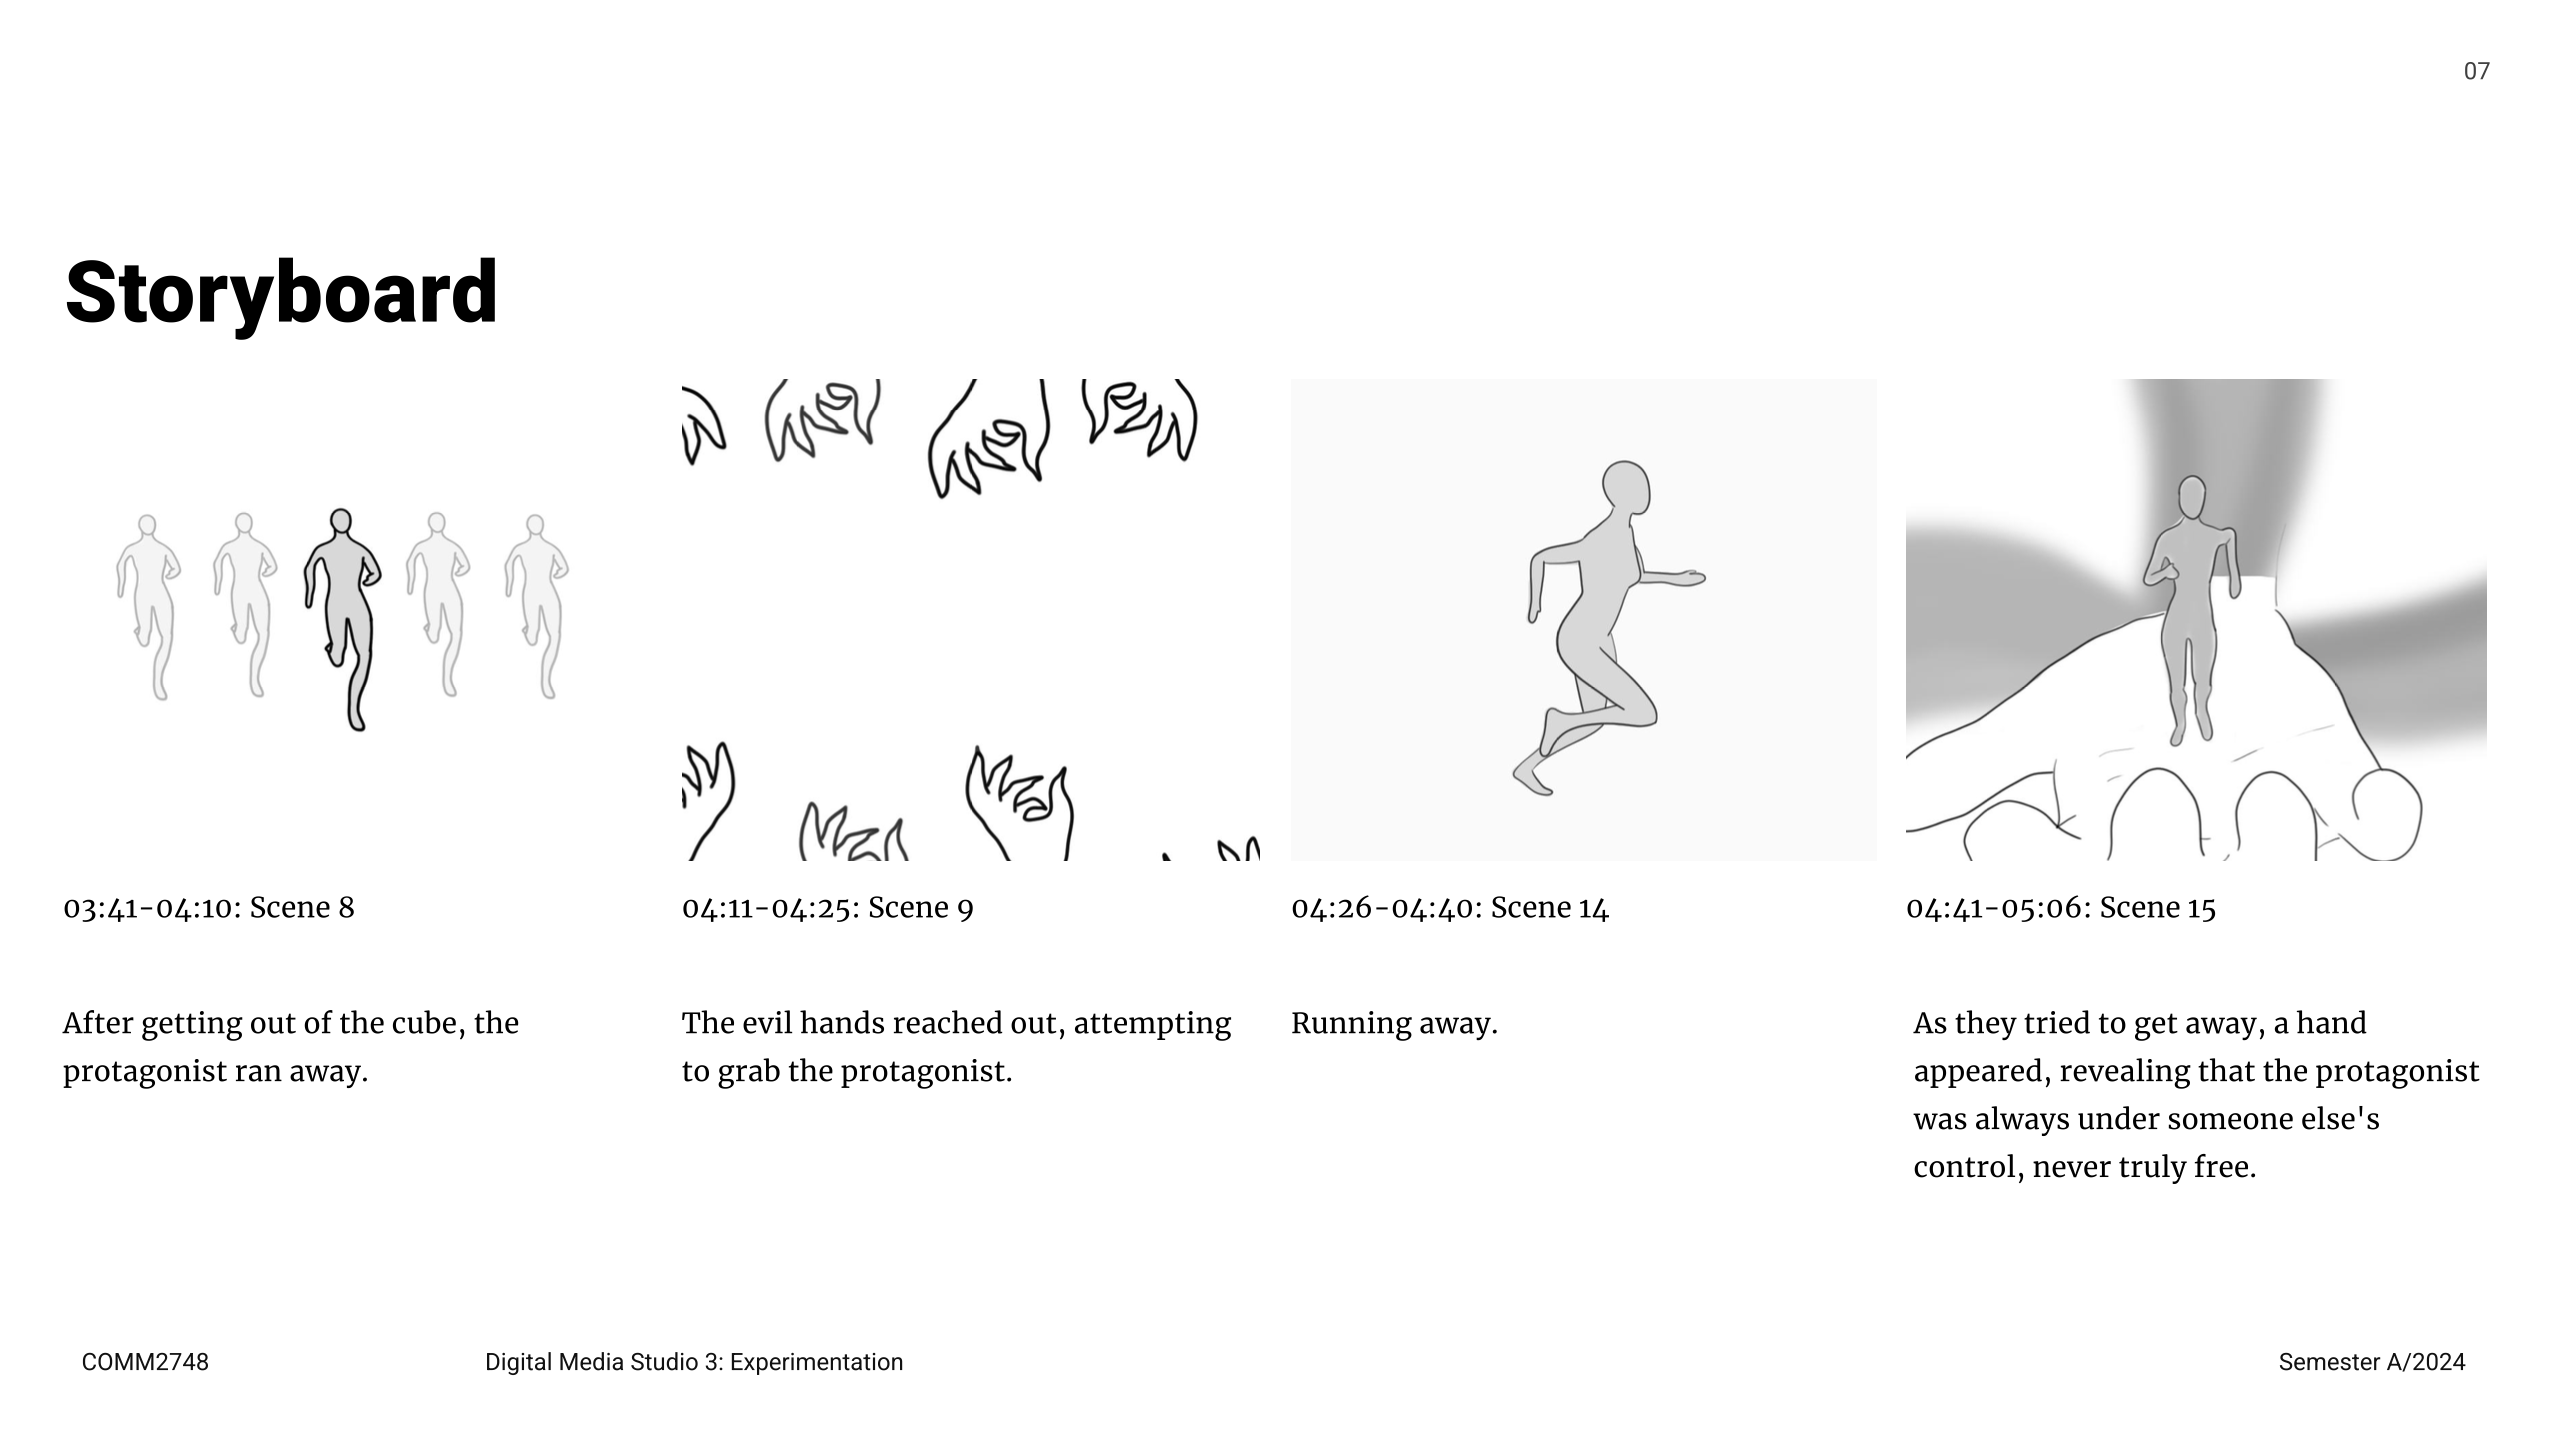 07
Storyboard
03:41-04:10: Scene 8
After getting out of the cube, the
protagonist ran away.
04:11-04:25: Scene 9
The evil hands reached out, attempting
to grab the protagonist.
04:26-04:40: Scene 14
Running away.
04:41-05:06: Scene 15
As they tried to get away, a hand
appeared, revealing that the protagonist
was always under someone else's
control, never truly free.
COMM2748
Digital Media Studio 3: Experimentation
Semester A/2024